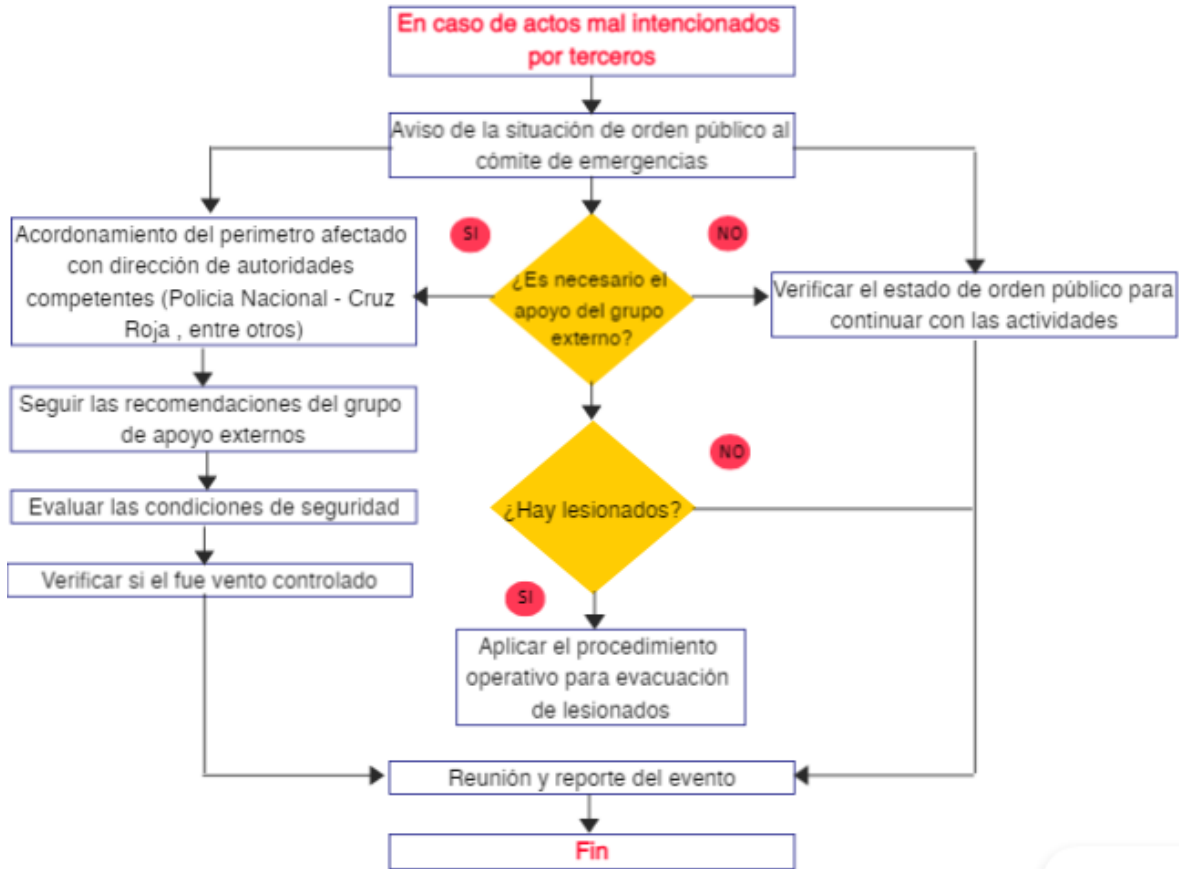 En caso de actos mal intencionados
por terceros
Aviso de la situación de orden público al
cómite de emergencias
SI
NO
Acordonamiento del perimetro afectado
con dirección de autoridades
competentes (Policia Nacional - Cruz
Roja , entre otros)
¿Es necesario el
apoyo del grupo
externo?
Verificar el estado de orden público para
continuar con las actividades
Seguir las recomendaciones del grupo
de apoyo externos
NO
Evaluar las condiciones de seguridad
¿Hay lesionados?
Verificar si el fue vento controlado
SI
Aplicar el procedimiento
operativo para evacuación
de lesionados
Reunión y reporte del evento
Fin